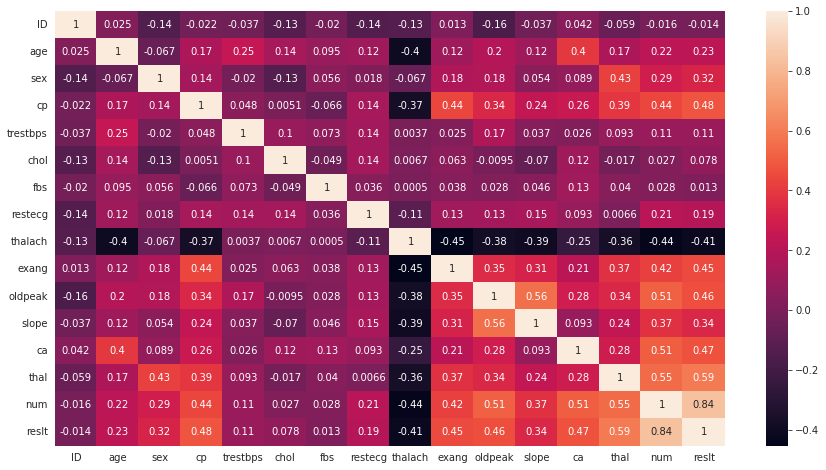 ID 1 0.025 -0.14 -0.022 -0.037 -0.13 -0.02 -0.14 -0.13 0.013 -0.16 -0.037 0.042 -0.059 -0.016 -0.014
age 0.025 1 -0.067 0.17 0.25 0.14 0.095 0.12 -0.4 0.12 0.2 0.12 0.4 0.17 0.22 0.23
sex -0.14 -0.067 1 0.14 -0.02 -0.13 0.056 0.018 -0.067 0.18 0.18 0.054 0.089 0.43 0.29 0.32
cp -0.022 0.17 0.14 1 0.048 0.0051 -0.066 0.14 -0.37 0.44 0.34 0.24 0.26 0.39 0.44 0.48
trestbps -0.037 0.25 -0.02 0.048 1 0.1 0.073 0.14 0.0037 0.025 0.17 0.037 0.026 0.093 0.11 0.11
chol -0.13 0.14 -0.13 0.0051 0.1 1 -0.049 0.14 0.0067 0.063 -0.0095 -0.07 0.12 -0.017 0.027 0.078
fbs -0.02 0.095 0.056 -0.066 0.073 -0.049 1 0.036 0.0005 0.038 0.028 0.046 0.13 0.04 0.028 0.013
restecg -0.14 0.12 0.018 0.14 0.14 0.14 0.036 1 -0.11 0.13 0.13 0.15 0.093 0.0066 0.21 0.19
thalach -0.13 -0.4 -0.067 -0.37 0.0037 0.0067 0.0005 -0.11 1 -0.45 -0.38 -0.39 -0.25 -0.36 -0.44 -0.41
exang 0.013 0.12 0.18 0.44 0.025 0.063 0.038 0.13 -0.45 1 0.35 0.31 0.21 0.37 0.42 0.45
oldpeak -0.16 0.2 0.18 0.34 0.17 -0.0095 0.028 0.13 -0.38 0.35 1 0.56 0.28 0.34 0.51 0.46
slope -0.037 0.12 0.054 0.24 0.037 -0.07 0.046 0.15 -0.39 0.31 0.56 1 0.093 0.24 0.37 0.34
ca 0.042 0.4 0.089 0.26 0.026 0.12 0.13 0.093 -0.25 0.21 0.28 0.093 1 0.28 0.51 0.47
thal -0.059 0.17 0.43 0.39 0.093 -0.017 0.04 0.0066 -0.36 0.37 0.34 0.24 0.28 1 0.55 0.59
num -0.016 0.22 0.29 0.44 0.11 0.027 0.028 0.21 -0.44 0.42 0.51 0.37 0.51 0.55 1 0.84
reslt -0.014 0.23 0.32 0.48 0.11 0.078 0.013 0.19 -0.41 0.45 0.46 0.34 0.47 0.59 0.84 1
ID age sex cp trestbps chol fbs restecg thalach exang oldpeak slope ca thal num reslt
1.0
0.8
0.6
0.4
0.2
0.0
−0.2
−0.4